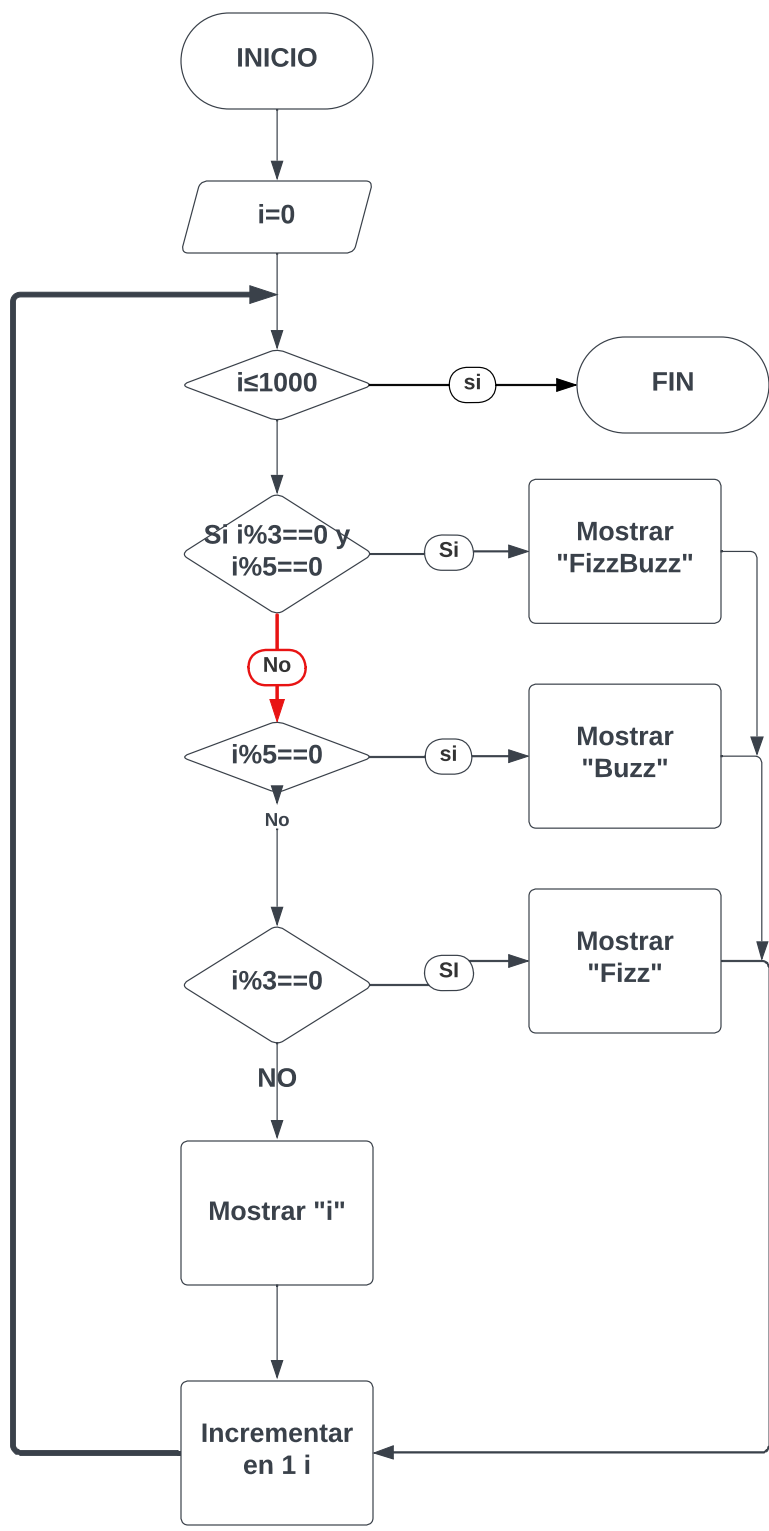 INICIO
i=0
i≤1000
si
FIN
Si i%3==0 y
i%5==0
Si
Mostrar
"FizzBuzz"
No
i%5==0
si
Mostrar
"Buzz"
No
i%3==0
SI
Mostrar
"Fizz"
NO
Mostrar "i"
Incrementar
en 1 i